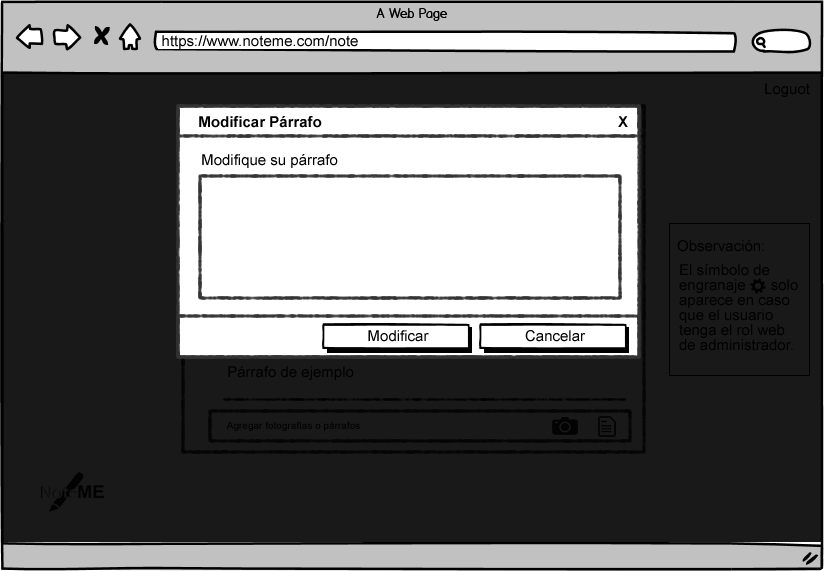 A Web Page
https://www.noteme.com/note
Loguot
Modificar Párrafo X
Modifique su párrafo
Modificar Cancelar
Observación:
El símbolo de
engranaje solo
aparece en caso
que el usuario
tenga el rol web
de administrador.
Párrafo de ejemplo
Agregar fotografías o párrafos
NoteME